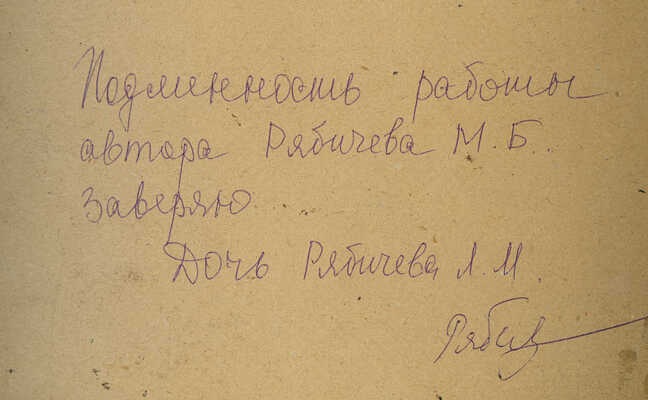 Подлинность работы
автора Рябичева М.Б.
заверяю
Дочь Рябичева Л.М.